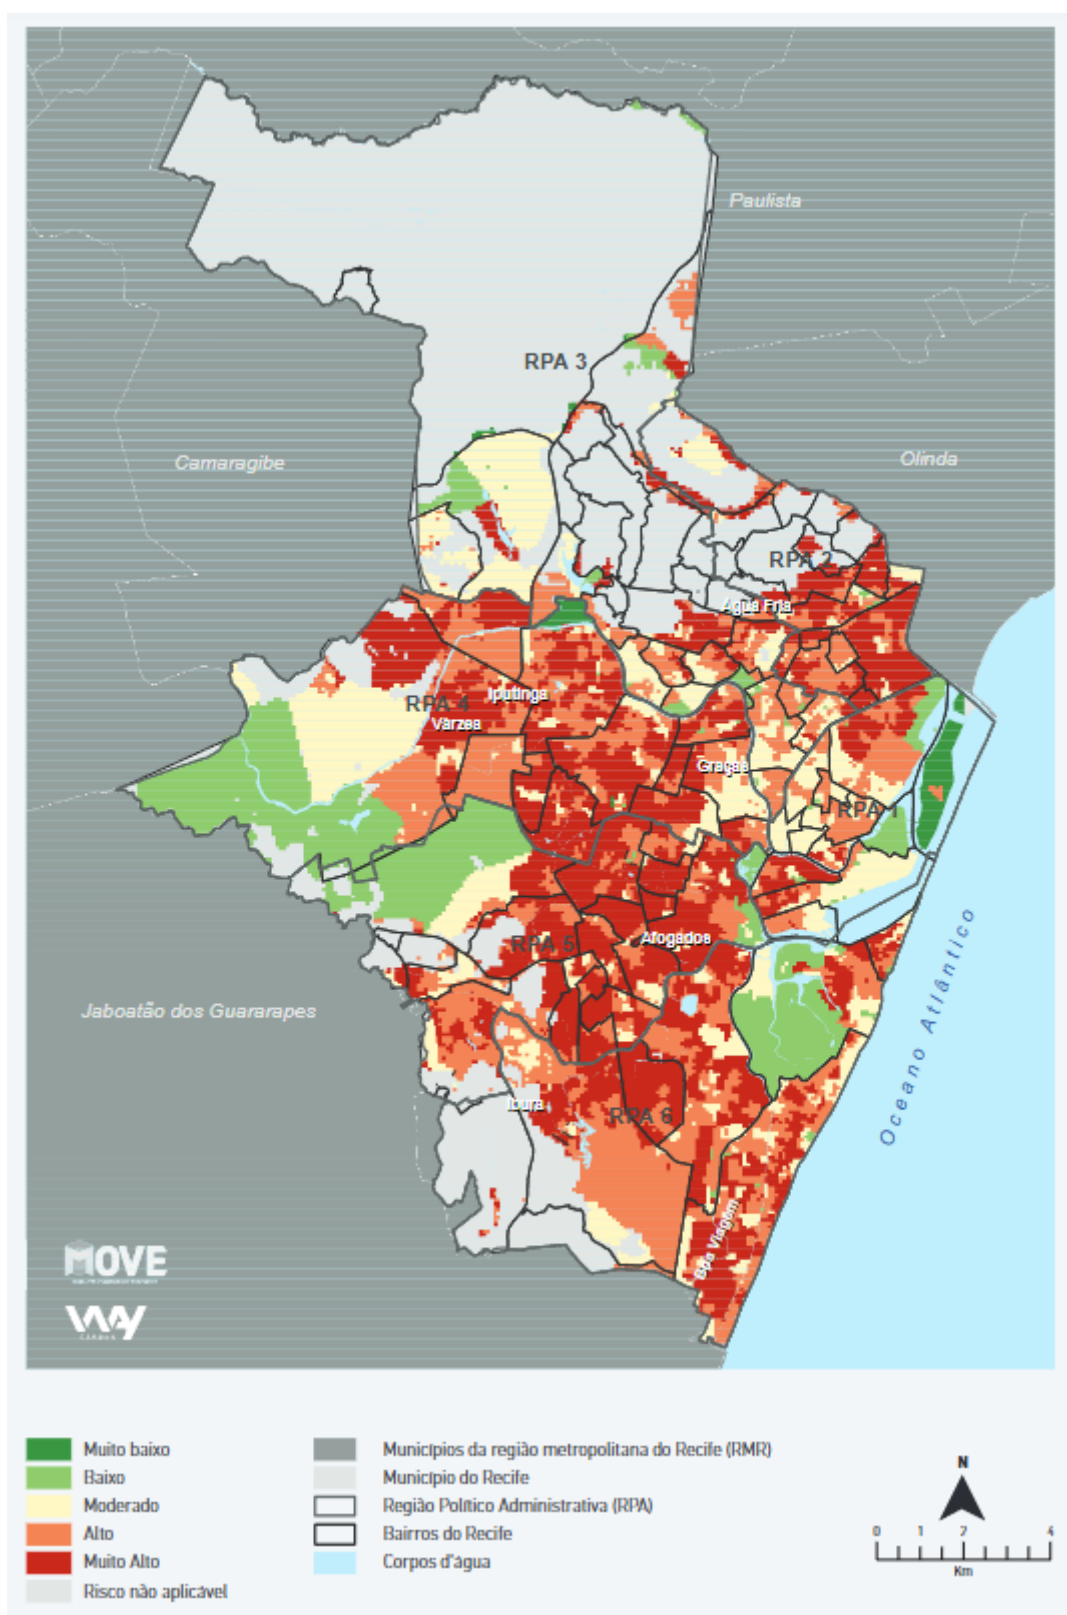 Paulista
RPA 3
Camaragibe
Olinda
RPA 2
Água Fria
Iputinga
RPA 4
Várzea
Graças
RPA 1
Afogados
RPA 5
Jaboatão dos Guararapes
Oceano Atlântico
Ibura
RPA 6
Boa Viagem
MOVE
WAY
CARBON
Muito baixo
Baixo
Moderado
Alto
Muito Alto
Risco não aplicável
Municípios da região metropolitana do Recife (RMR)
Município do Recife
Região Político Administrativa (RPA)
Bairros do Recife
Corpos d'água
N
0 1 2 4
Km